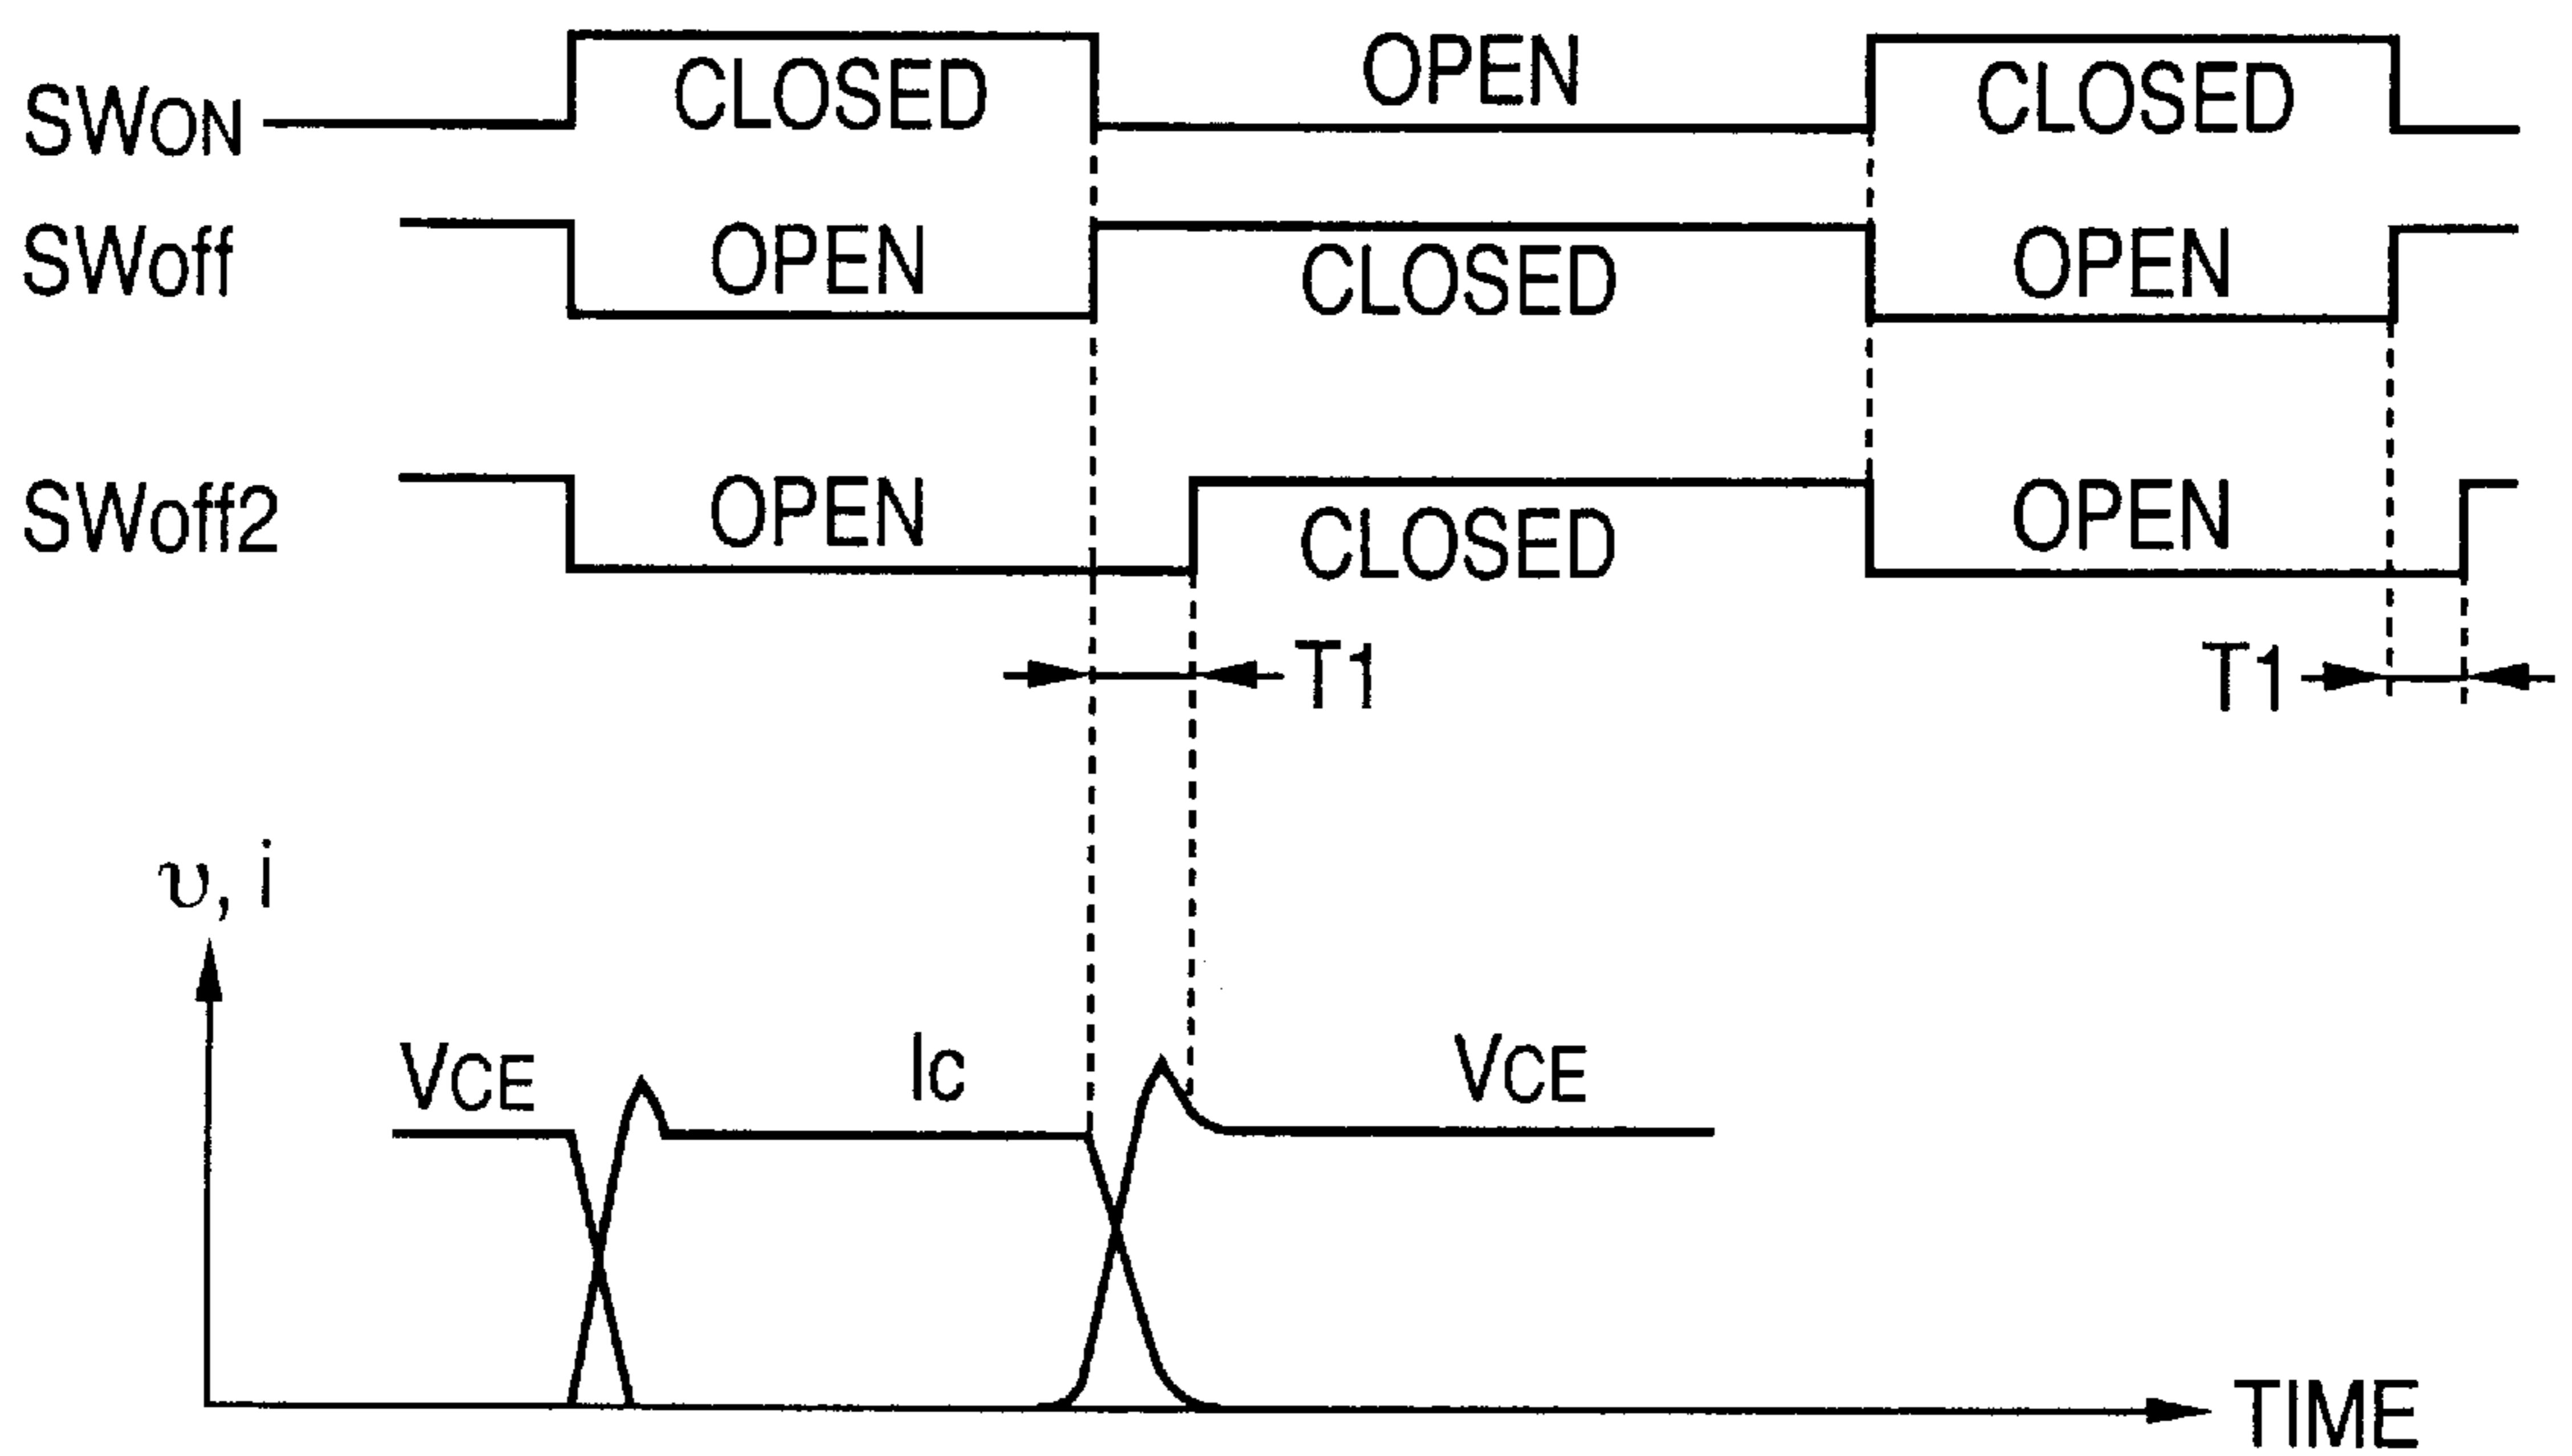 SWON CLOSED OPEN CLOSED
SWoff OPEN CLOSED OPEN
SWoff2 OPEN CLOSED OPEN
T1 T1
υ, i
VCE IC VCE
TIME